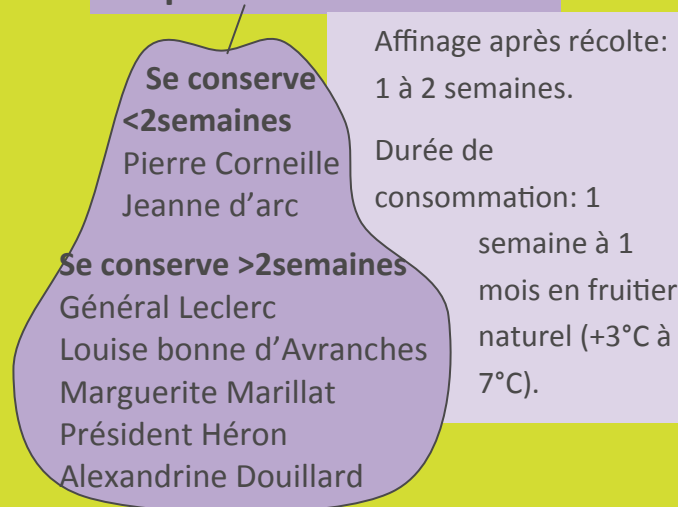 Se conserve
<2semaines
Pierre Corneille
Jeanne d’arc
Se conserve >2semaines
Général Leclerc
Louise bonne d’Avranches
Marguerite Marillat
Président Héron
Alexandrine Douillard
Affinage après récolte:
1 à 2 semaines.
Durée de
consommation: 1
semaine à 1
mois en fruitier
naturel (+3°C à
7°C).